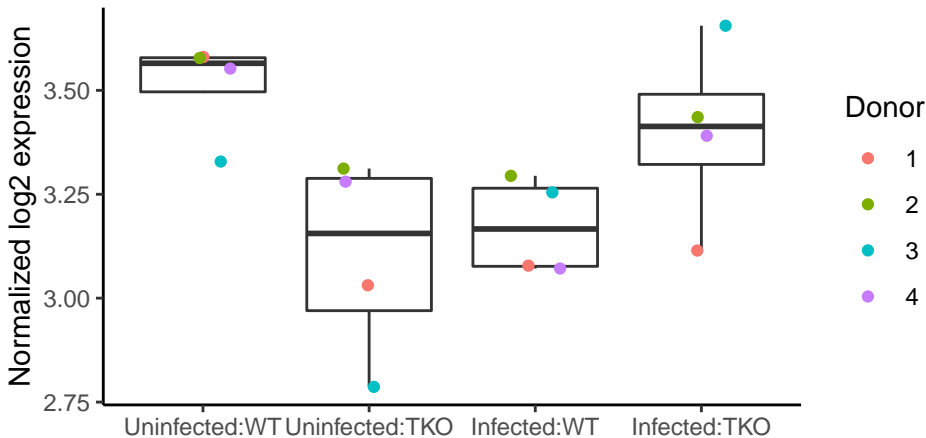 Normalized log2 expression
3.50
3.25
3.00
2.75
Uninfected:WT
Uninfected:TKO
Infected:WT
Infected:TKO
Donor
1
2
3
4